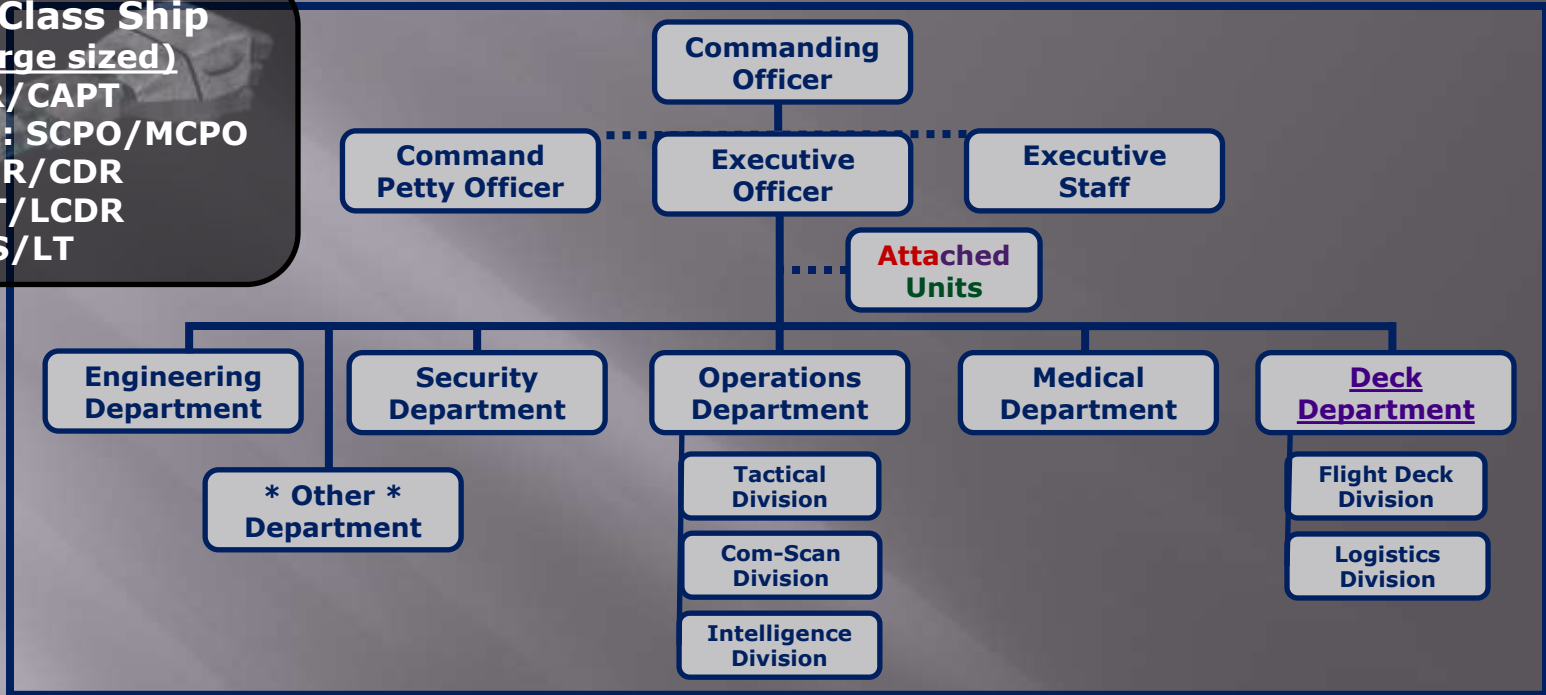 Class Ship
sized)
/CAPT
: SCPO/MCPO
/CDR
/LCDR
/LT
Commanding
Officer
Command
Petty Officer
Executive
Officer
Executive
Staff
Attached
Units
Engineering
Department
Security
Department
Operations
Department
Medical
Department
Deck
Department
* Other *
Department
Tactical
Division
Com-Scan
Division
Intelligence
Division
Flight Deck
Division
Logistics
Division